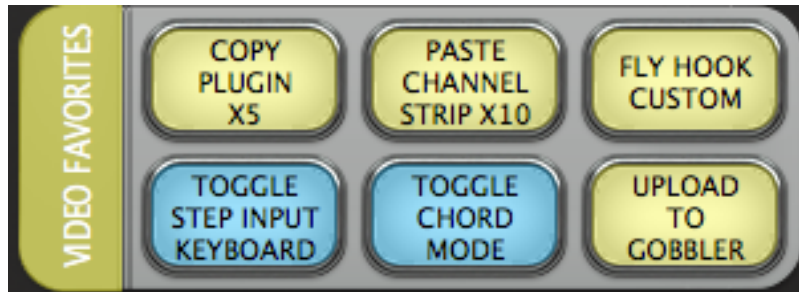 VIDEO FAVORITES
COPY
PLUGIN
X5
PASTE
CHANNEL
STRIP X10
FLY HOOK
CUSTOM
TOGGLE
STEP INPUT
KEYBOARD
TOGGLE
CHORD
MODE
UPLOAD
TO
GOBBLER